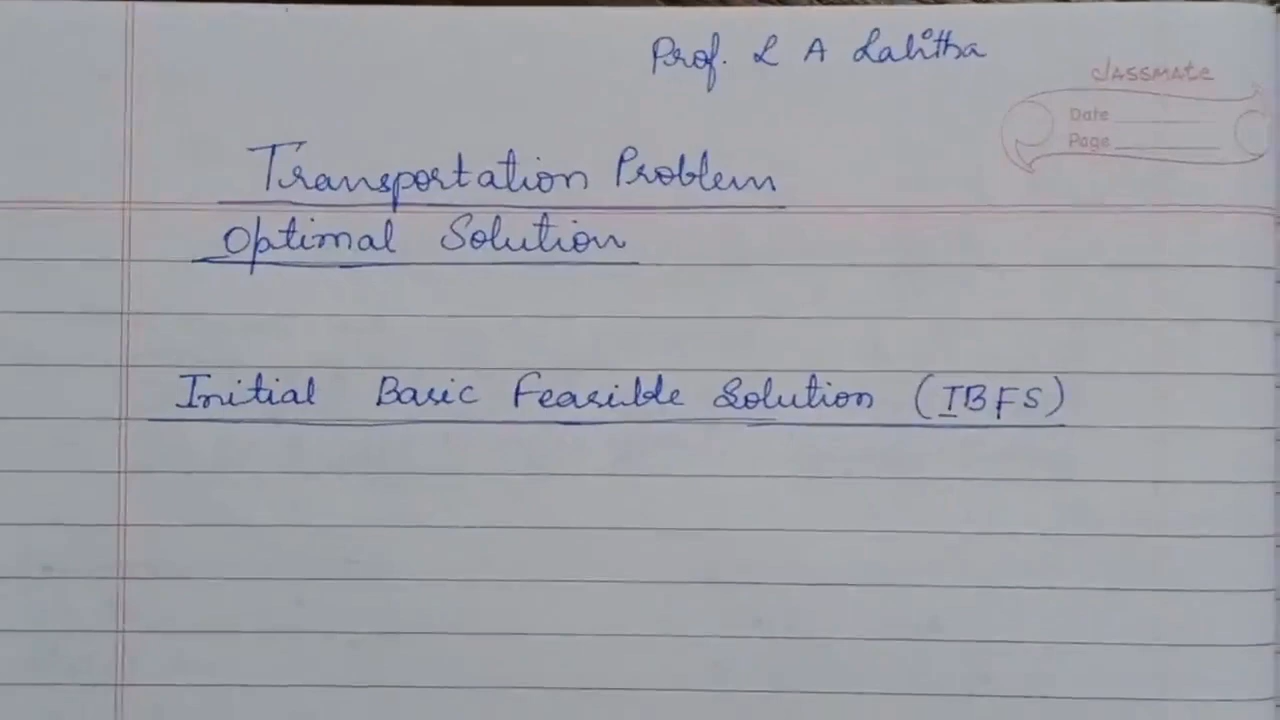 Prof. L A Lalitha
classmate
Date
Page
Transportation Problem
Optimal Solution
Initial Basic Feasible Solution (IBFS)